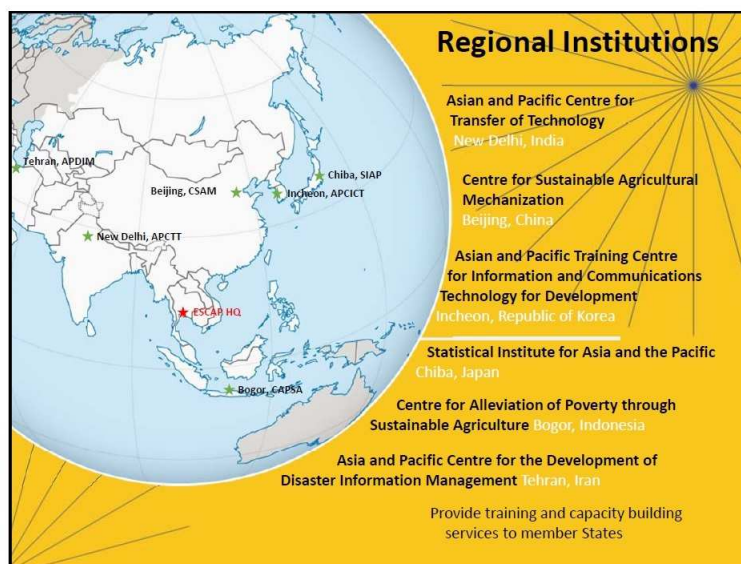 Regional Institutions
Asian and Pacific Centre for
Transfer of Technology
New Delhi, India
Centre for Sustainable Agricultural
Mechanization
Beijing, China
Asian and Pacific Training Centre
for Information and Communications
Technology for Development
Incheon, Republic of Korea
Statistical Institute for Asia and the Pacific
Chiba, Japan
Centre for Alleviation of Poverty through
Sustainable Agriculture Bogor, Indonesia
Asia and Pacific Centre for the Development of
Disaster Information Management Tehran, Iran
Provide training and capacity building
services to member States
Tehran, APDIM
Beijing, CSAM
Chiba, SIAP
Incheon, APCICT
New Delhi, APCTT
ESCAP HQ
Bogor, CAPSA